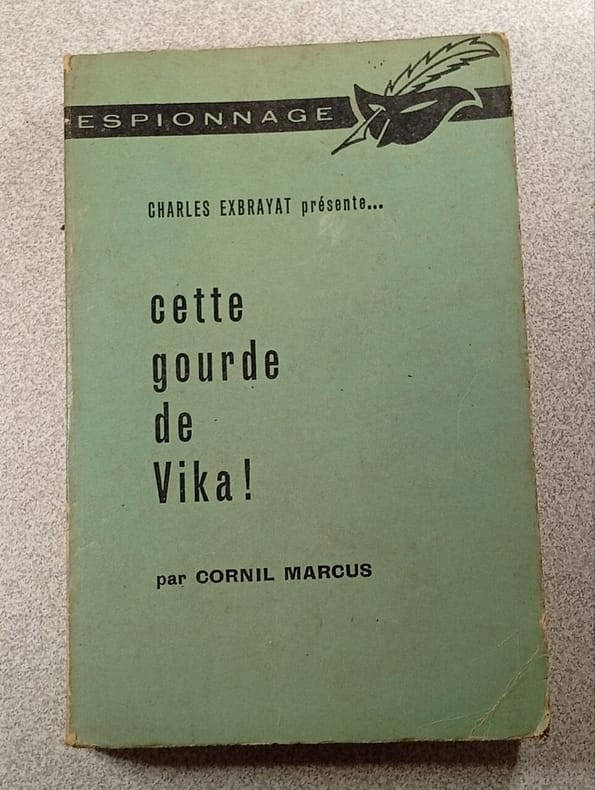 ESPIONNAGE
CHARLES EXBRAYAT présente...
cette
gourde
de
Vika!
par CORNIL MARCUS